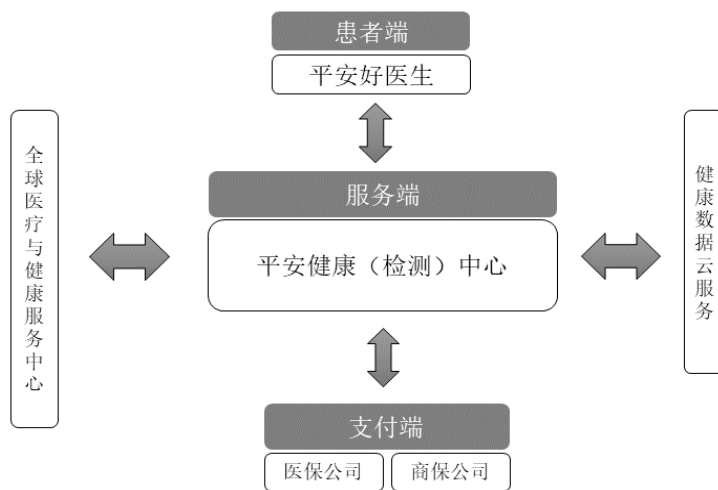 患者端
平安好医生
全球医疗与健康服务中心
服务端
平安健康（检测）中心
健康数据云服务
支付端
医保公司
商保公司